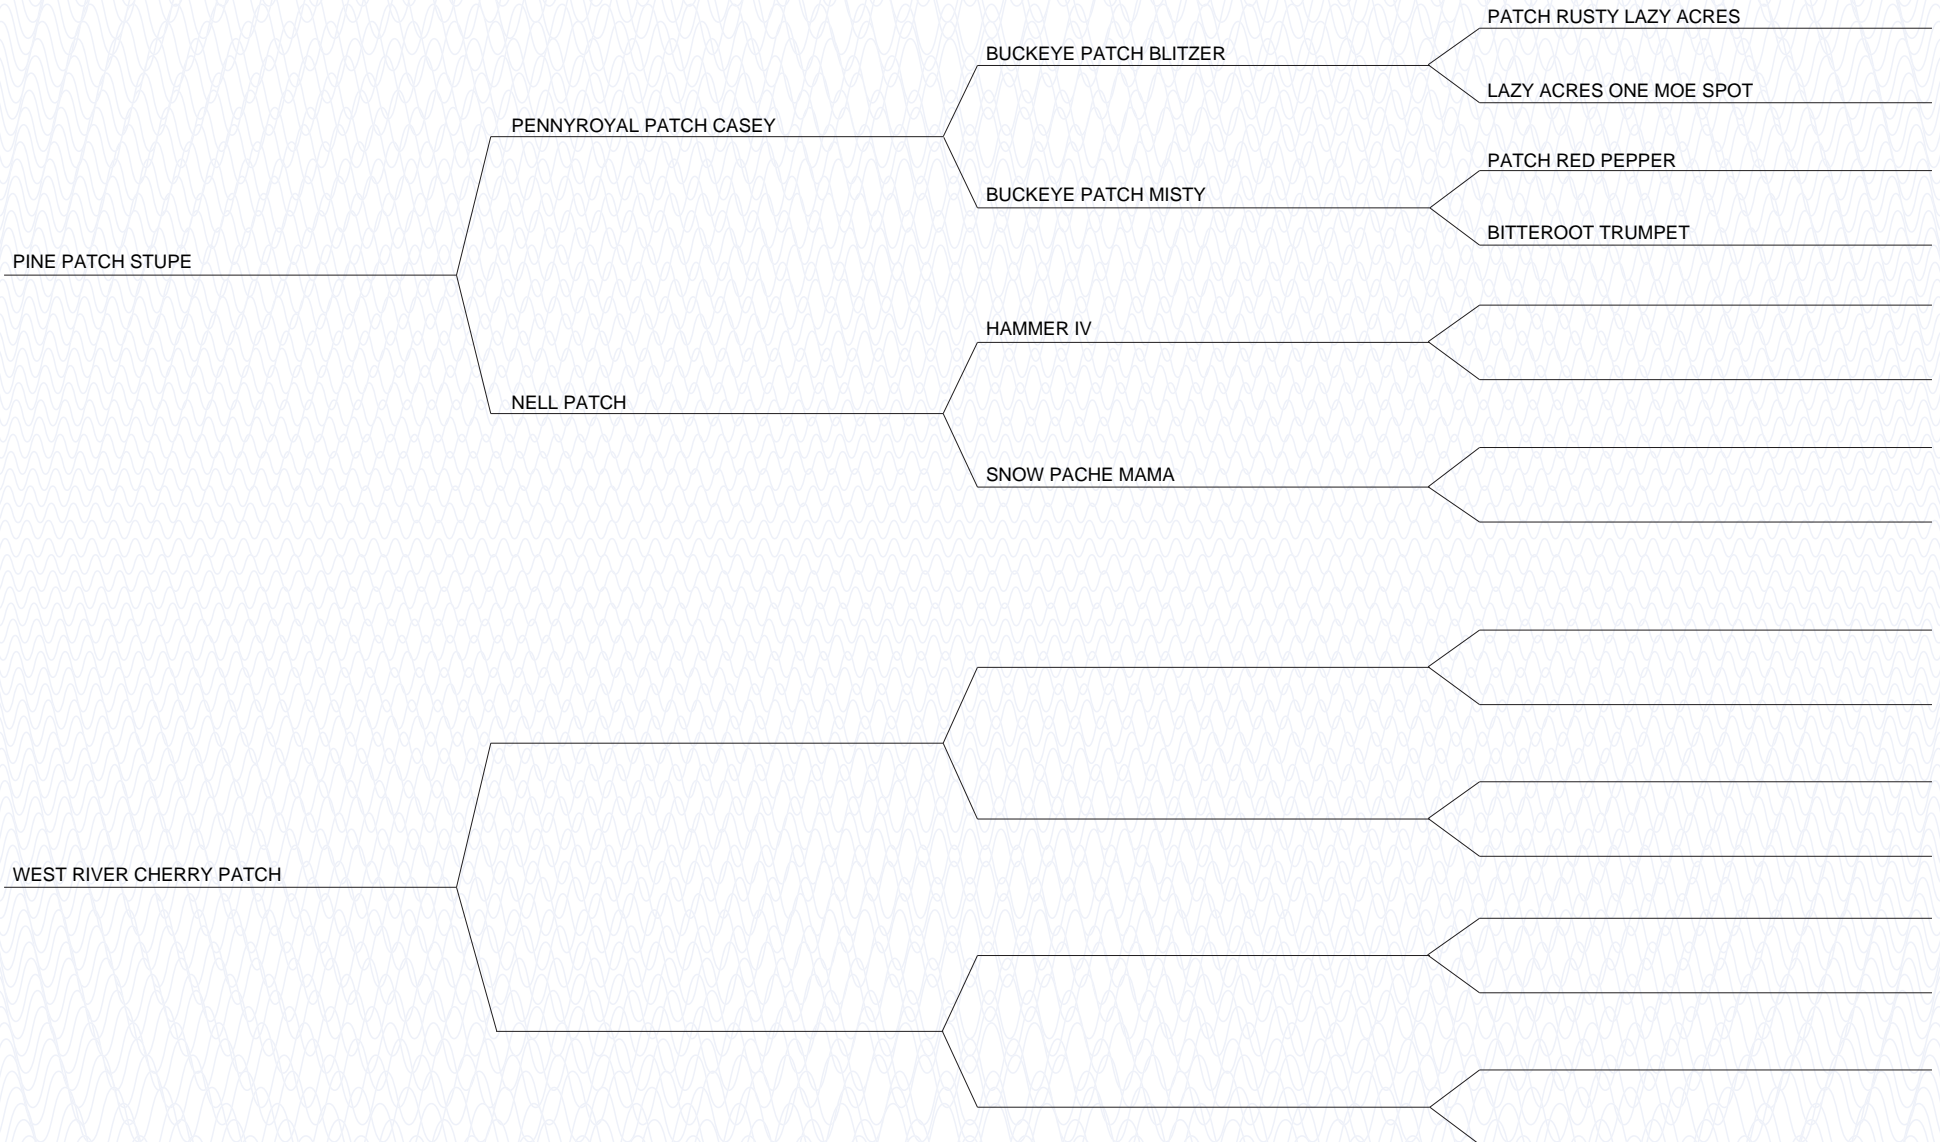 PATCH RUSTY LAZY ACRES
BUCKEYE PATCH BLITZER
LAZY ACRES ONE MOE SPOT
PENNYROYAL PATCH CASEY
PATCH RED PEPPER
BUCKEYE PATCH MISTY
BITTEROOT TRUMPET
PINE PATCH STUPE
HAMMER IV
NELL PATCH
SNOW PACHE MAMA
WEST RIVER CHERRY PATCH